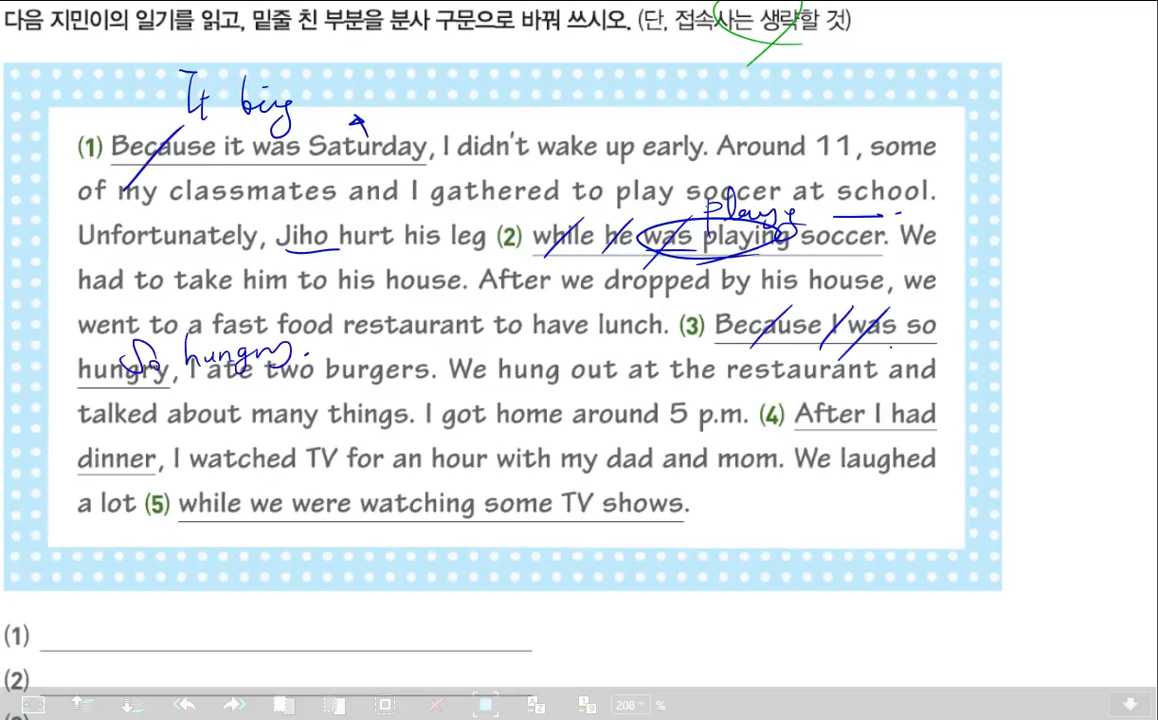 다음 지민이의 일기를 읽고, 밑줄 친 부분을 분사 구문으로 바꿔 쓰시오. (단, 접속사는 생략할 것)
It
(1) Because it was Saturday, I didn't wake up early. Around 11, some
of my classmates and I gathered to play soccer at school.
Unfortunately, Jiho hurt his leg (2) while he was playing soccer. We
had to take him to his house. After we dropped by his house, we
went to a fast food restaurant to have lunch. (3) Because I was so
So hungry.
hungry, I ate two burgers. We hung out at the restaurant and
talked about many things. I got home around 5 p.m. (4) After I had
dinner, I watched TV for an hour with my dad and mom. We laughed
a lot (5) while we were watching some TV shows.
(1)
(2)
208 %